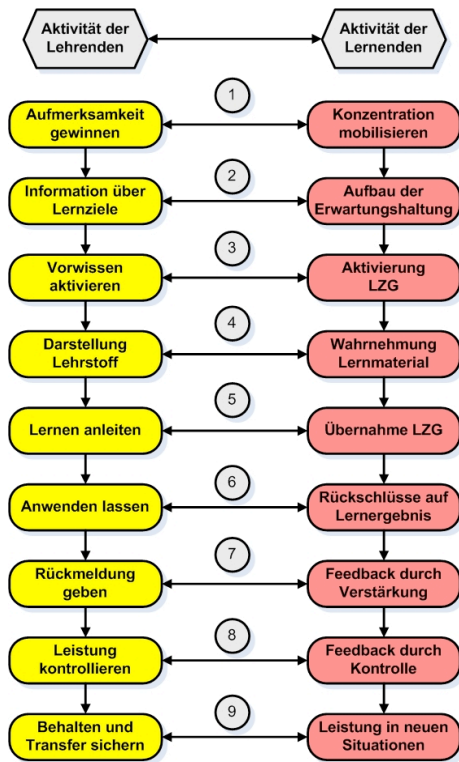 Aktivität der
Lehrenden
Aktivität der
Lernenden
1
Aufmerksamkeit
gewinnen
Konzentration
mobilisieren
2
Information über
Lernziele
Aufbau der
Erwartungshaltung
3
Vorwissen
aktivieren
Aktivierung
LZG
4
Darstellung
Lehrstoff
Wahrnehmung
Lernmaterial
5
Lernen anleiten
Übernahme LZG
6
Anwenden lassen
Rückschlüsse auf
Lernergebnis
7
Rückmeldung
geben
Feedback durch
Verstärkung
8
Leistung
kontrollieren
Feedback durch
Kontrolle
9
Behalten und
Transfer sichern
Leistung in neuen
Situationen